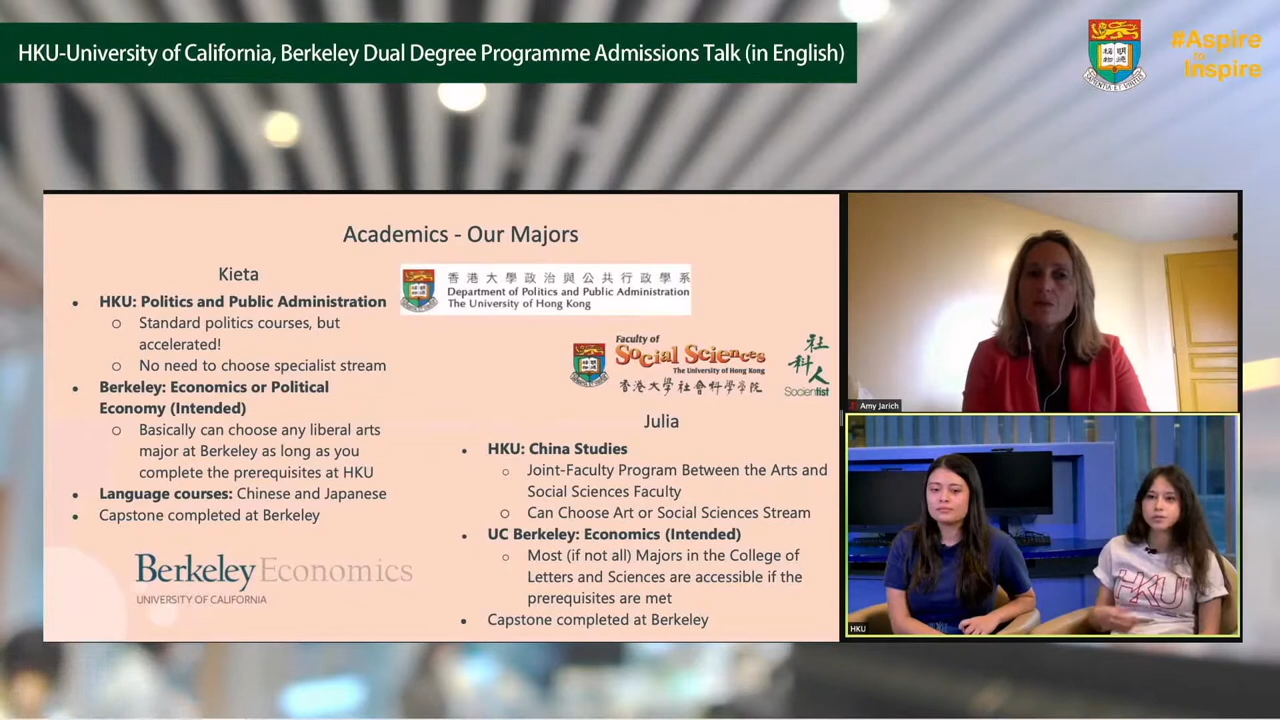 HKU-University of California, Berkeley Dual Degree Programme Admissions Talk (in English)
#Aspire
to
Inspire
SAPIENTIA ET VIRTUS
Academics - Our Majors
Kieta
• HKU: Politics and Public Administration
o Standard politics courses, but
accelerated!
o No need to choose specialist stream
• Berkeley: Economics or Political
Economy (Intended)
o Basically can choose any liberal arts
major at Berkeley as long as you
complete the prerequisites at HKU
• Language courses: Chinese and Japanese
• Capstone completed at Berkeley
Berkeley Economics
UNIVERSITY OF CALIFORNIA
香港大學政治與公共行政學系
Department of Politics and Public Administration
The University of Hong Kong
Faculty of
Social Sciences
The University of Hong Kong
香港大學社會科學學院
社科人
Socientist
Julia
• HKU: China Studies
o Joint-Faculty Program Between the Arts and
Social Sciences Faculty
o Can Choose Art or Social Sciences Stream
• UC Berkeley: Economics (Intended)
o Most (if not all) Majors in the College of
Letters and Sciences are accessible if the
prerequisites are met
• Capstone completed at Berkeley
Amy Jarich
HKU
HKU